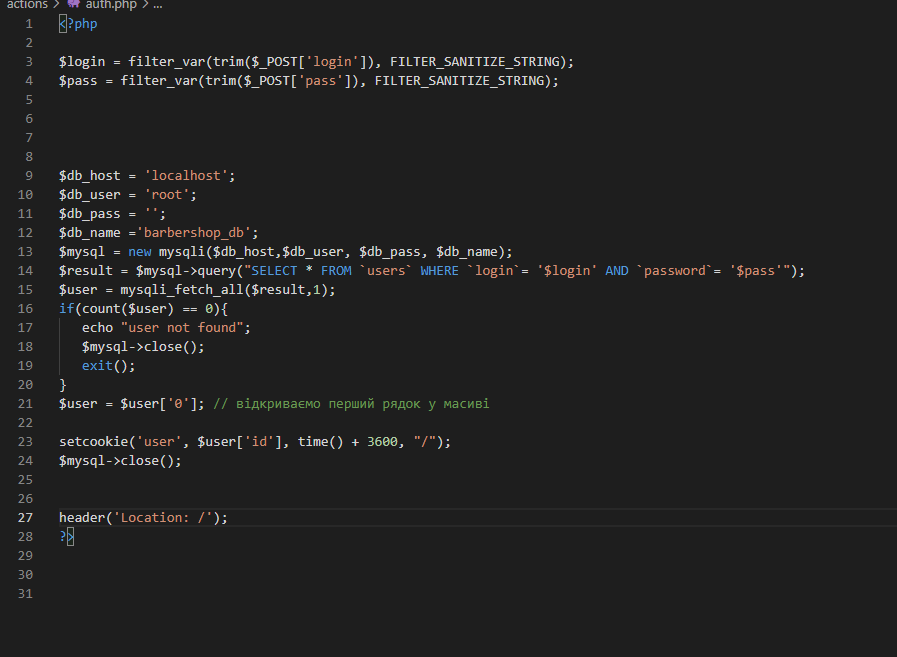 actions > auth.php > ...
1 <?php
2
3 $login = filter_var(trim($_POST['login']), FILTER_SANITIZE_STRING);
4 $pass = filter_var(trim($_POST['pass']), FILTER_SANITIZE_STRING);
5
6
7
8
9 $db_host = 'localhost';
10 $db_user = 'root';
11 $db_pass = '';
12 $db_name ='barbershop_db';
13 $mysql = new mysqli($db_host,$db_user, $db_pass, $db_name);
14 $result = $mysql->query("SELECT * FROM `users` WHERE `login`= '$login' AND `password`= '$pass'");
15 $user = mysqli_fetch_all($result,1);
16 if(count($user) == 0){
17 echo "user not found";
18 $mysql->close();
19 exit();
20 }
21 $user = $user['0']; // відкриваємо перший рядок у масиві
22
23 setcookie('user', $user['id'], time() + 3600, "/");
24 $mysql->close();
25
26
27 header('Location: /');
28 ?>
29
30
31